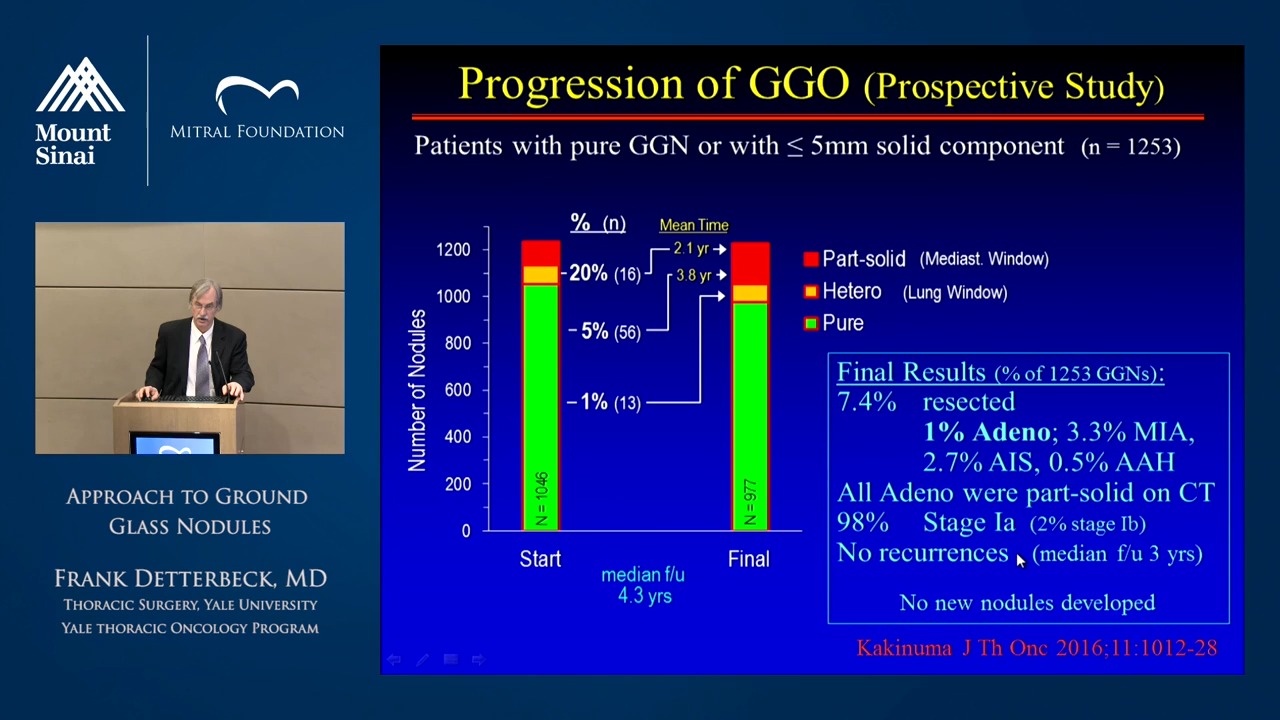 Mount
Sinai
MITRAL FOUNDATION
APPROACH TO GROUND
GLASS NODULES
FRANK DETTERBECK, MD
THORACIC SURGERY, YALE UNIVERSITY
YALE THORACIC ONCOLOGY PROGRAM
Progression of GGO (Prospective Study)
Patients with pure GGN or with ≤ 5mm solid component (n = 1253)
Number of Nodules
1200
1000
800
600
400
200
0
% (n)
Mean Time
20% (16)
2.1 yr
5% (56)
3.8 yr
1% (13)
N = 1046
N = 977
Start
Final
median f/u
4.3 yrs
Part-solid (Mediast. Window)
Hetero (Lung Window)
Pure
Final Results (% of 1253 GGNs):
7.4% resected
1% Adeno; 3.3% MIA,
2.7% AIS, 0.5% AAH
All Adeno were part-solid on CT
98% Stage Ia (2% stage Ib)
No recurrences (median f/u 3 yrs)
No new nodules developed
Kakinuma J Th Onc 2016;11:1012-28